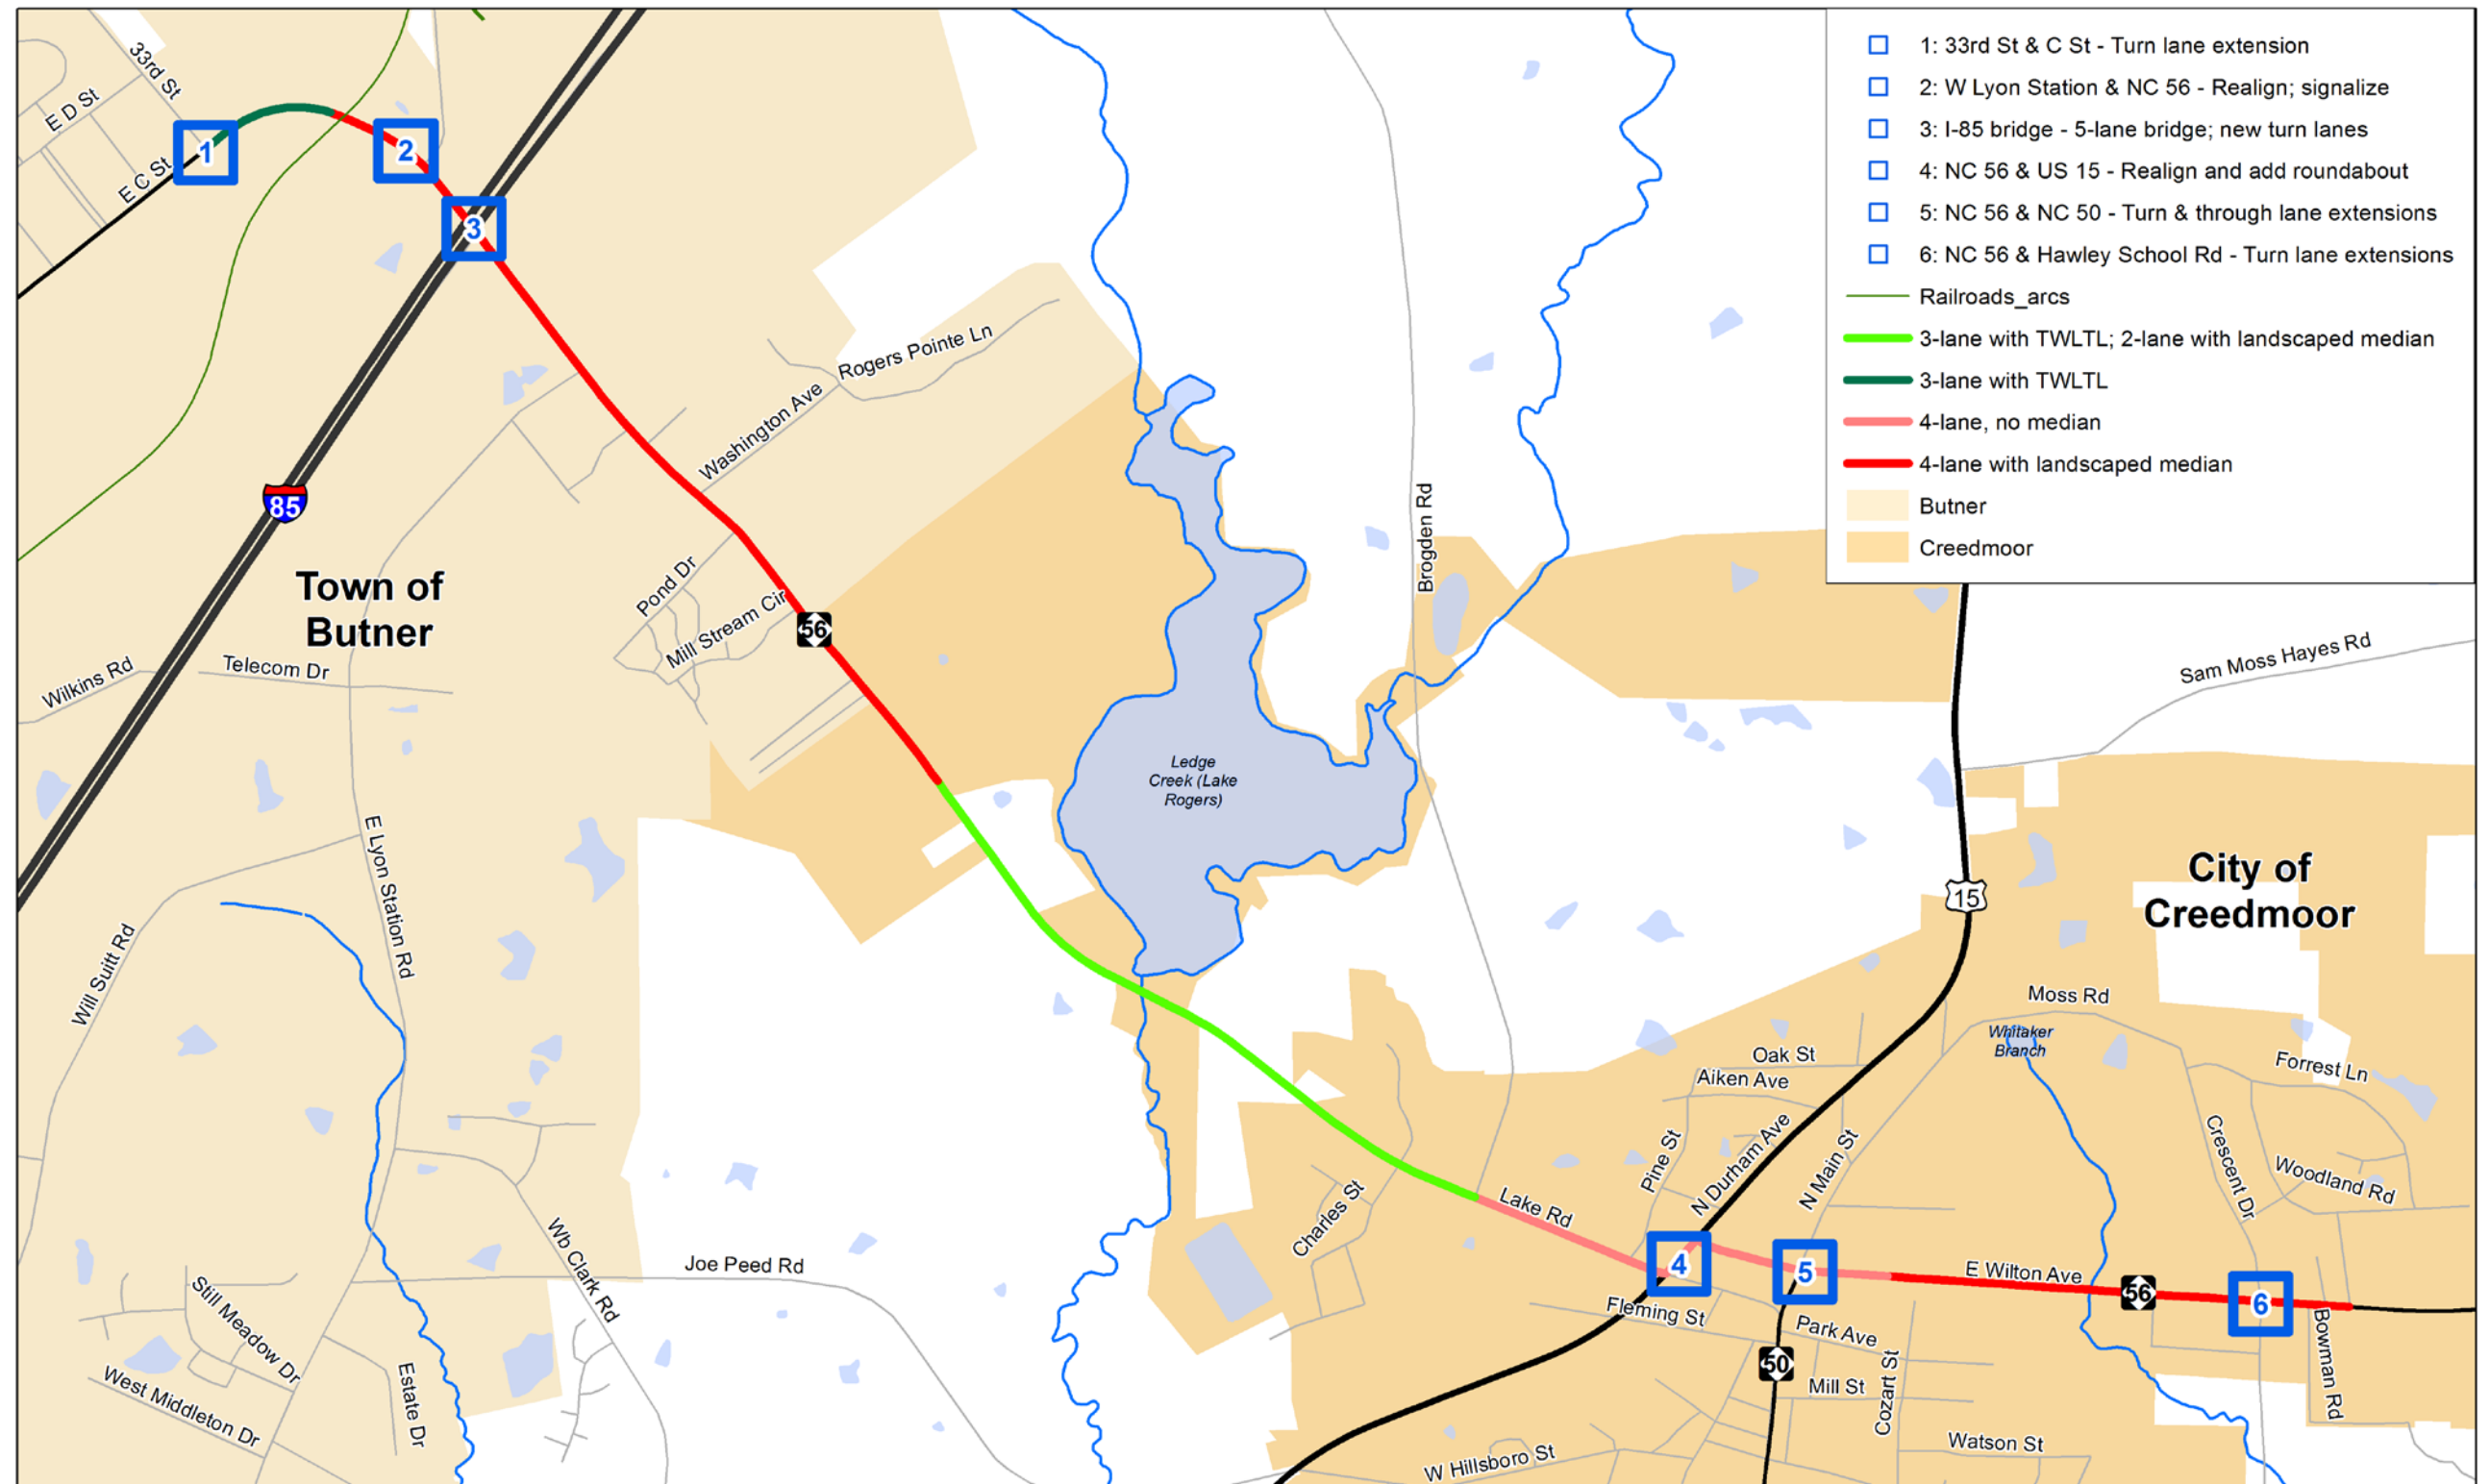 1: 33rd St & C St - Turn lane extension
2: W Lyon Station & NC 56 - Realign; signalize
3: I-85 bridge - 5-lane bridge; new turn lanes
4: NC 56 & US 15 - Realign and add roundabout
5: NC 56 & NC 50 - Turn & through lane extensions
6: NC 56 & Hawley School Rd - Turn lane extensions
Railroads_arcs
3-lane with TWLTL; 2-lane with landscaped median
3-lane with TWLTL
4-lane, no median
4-lane with landscaped median
Butner
Creedmoor
33rd St
E D St
E C St
1
2
3
Rogers Pointe Ln
Washington Ave
85
Brogden Rd
Town of
Butner
Pond Dr
Mill Stream Cir
56
Wilkins Rd
Telecom Dr
Sam Moss Hayes Rd
Ledge
Creek (Lake
Rogers)
E Lyon Station Rd
City of
Creedmoor
15
Will Suitt Rd
Moss Rd
Whitaker
Branch
Oak St
Aiken Ave
Forrest Ln
Pine St
N Durham Ave
N Main St
Crescent Dr
Woodland Rd
Charles St
Lake Rd
Wb Clark Rd
Joe Peed Rd
4
5
E Wilton Ave
56
6
Still Meadow Dr
Fleming St
Park Ave
Bowman Rd
50
West Middleton Dr
Estate Dr
Mill St
Cozart St
W Hillsboro St
Watson St